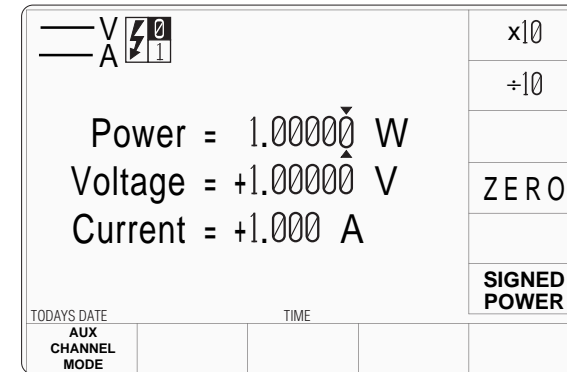 V 0
A 1
x10
÷10
Power = 1.00000 W
Voltage = +1.00000 V
Current = +1.000 A
ZERO
SIGNED
POWER
TODAYS DATE TIME
AUX
CHANNEL
MODE